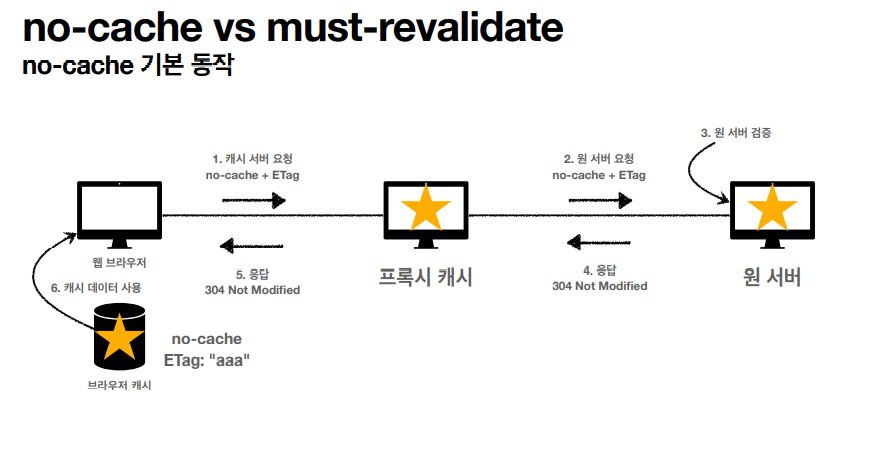 no-cache vs must-revalidate
no-cache 기본 동작
3. 원 서버 검증
1. 캐시 서버 요청
no-cache + ETag
2. 원 서버 요청
no-cache + ETag
웹 브라우저
5. 응답
304 Not Modified
프록시 캐시
4. 응답
304 Not Modified
원 서버
6. 캐시 데이터 사용
no-cache
ETag: "aaa"
브라우저 캐시